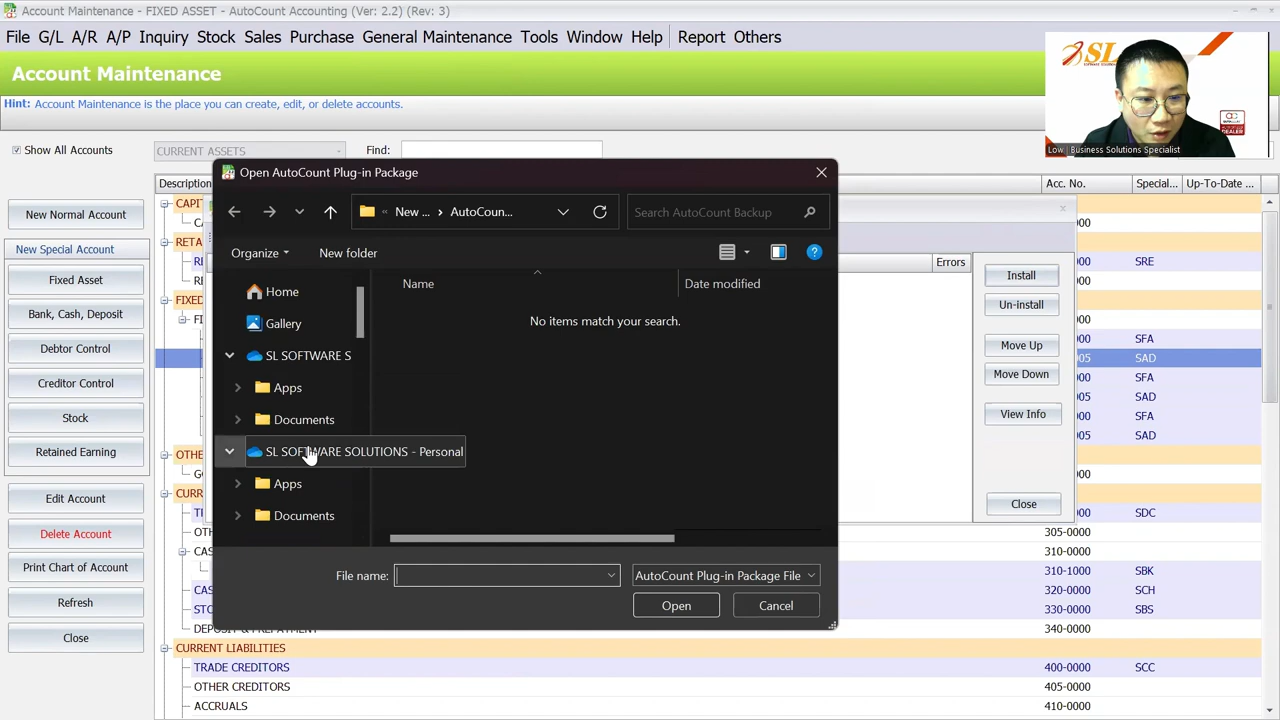 Account Maintenance - FIXED ASSET - AutoCount Accounting (Ver: 2.2) (Rev: 3)
File G/L A/R A/P Inquiry Stock Sales Purchase General Maintenance Tools Window Help Report Others
Account Maintenance
Hint: Account Maintenance is the place you can create, edit, or delete accounts.
SL
DEALER
Low | Business Solutions Specialist
Show All Accounts
CURRENT ASSETS
Find:
Description
Acc. No.
Special...
Up-To-Date ...
New Normal Account
New Special Account
Fixed Asset
Bank, Cash, Deposit
Debtor Control
Creditor Control
Stock
Retained Earning
Edit Account
Delete Account
Print Chart of Account
Refresh
Close
Open AutoCount Plug-in Package
« New ... › AutoCoun...
Search AutoCount Backup
Organize
New folder
Home
Gallery
SL SOFTWARE S
Apps
Documents
SL SOFTWARE SOLUTIONS - Personal
Apps
Documents
Name
Date modified
No items match your search.
File name:
AutoCount Plug-in Package File
Open
Cancel
Errors
Install
Un-install
Move Up
Move Down
View Info
Close
SRE
SFA
05 SAD
SFA
05 SAD
SFA
05 SAD
SDC
305-0000
310-0000
310-1000 SBK
320-0000 SCH
330-0000 SBS
DEPOSIT & PREPAYMENT 340-0000
CURRENT LIABILITIES
TRADE CREDITORS 400-0000 SCC
OTHER CREDITORS 405-0000
ACCRUALS 410-0000